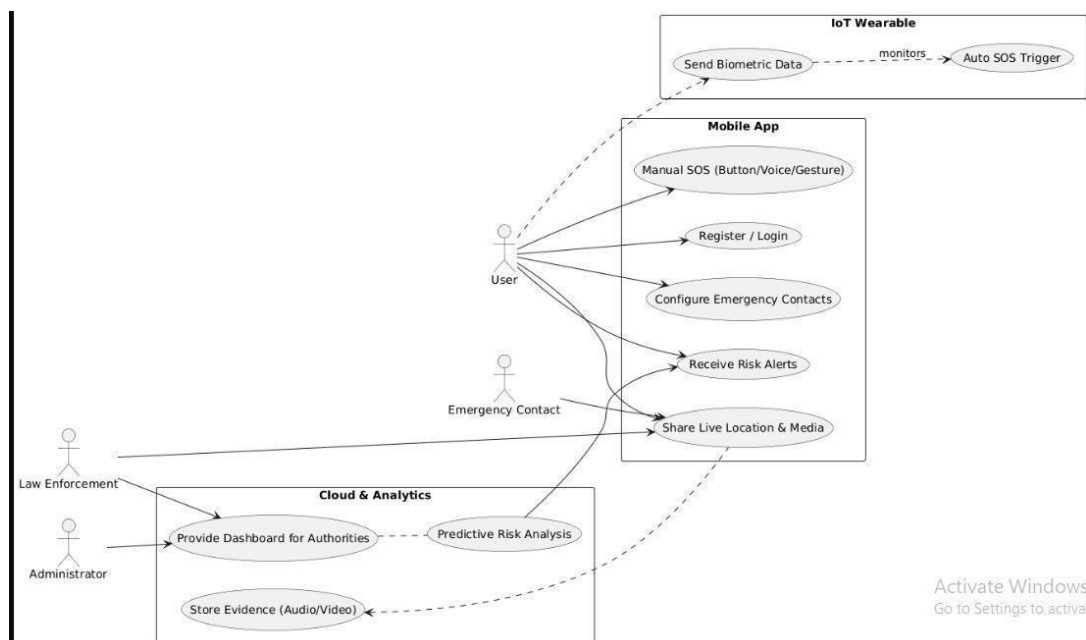 IoT Wearable
Send Biometric Data
monitors
Auto SOS Trigger
Mobile App
Manual SOS (Button/Voice/Gesture)
Register / Login
User
Configure Emergency Contacts
Receive Risk Alerts
Emergency Contact
Share Live Location & Media
Law Enforcement
Cloud & Analytics
Provide Dashboard for Authorities
Predictive Risk Analysis
Administrator
Store Evidence (Audio/Video)
Activate Windows
Go to Settings to activa